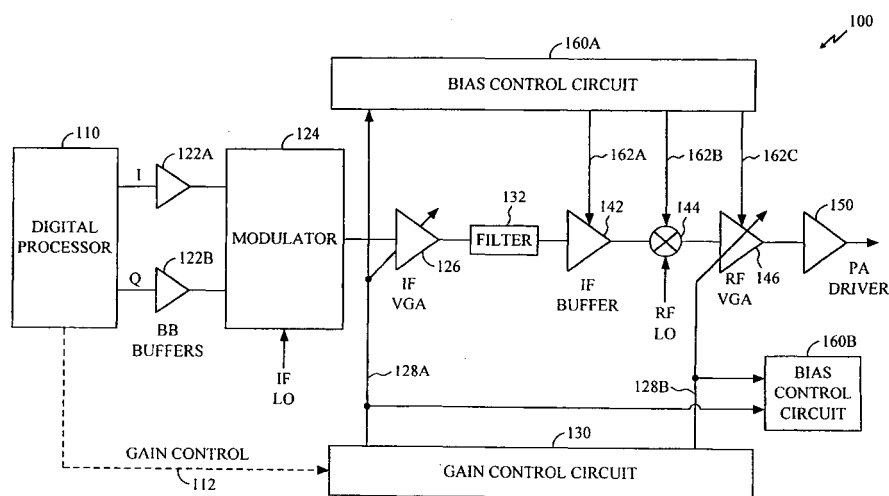 100
160A
BIAS CONTROL CIRCUIT
110
122A
124
I
162A
162B
162C
132
142
144
150
DIGITAL
PROCESSOR
MODULATOR
FILTER
126
IF
VGA
Q
122B
BB
BUFFERS
IF
BUFFER
RF
LO
RF
VGA
146
PA
DRIVER
IF
LO
128A
128B
160B
BIAS
CONTROL
CIRCUIT
GAIN CONTROL
112
130
GAIN CONTROL CIRCUIT